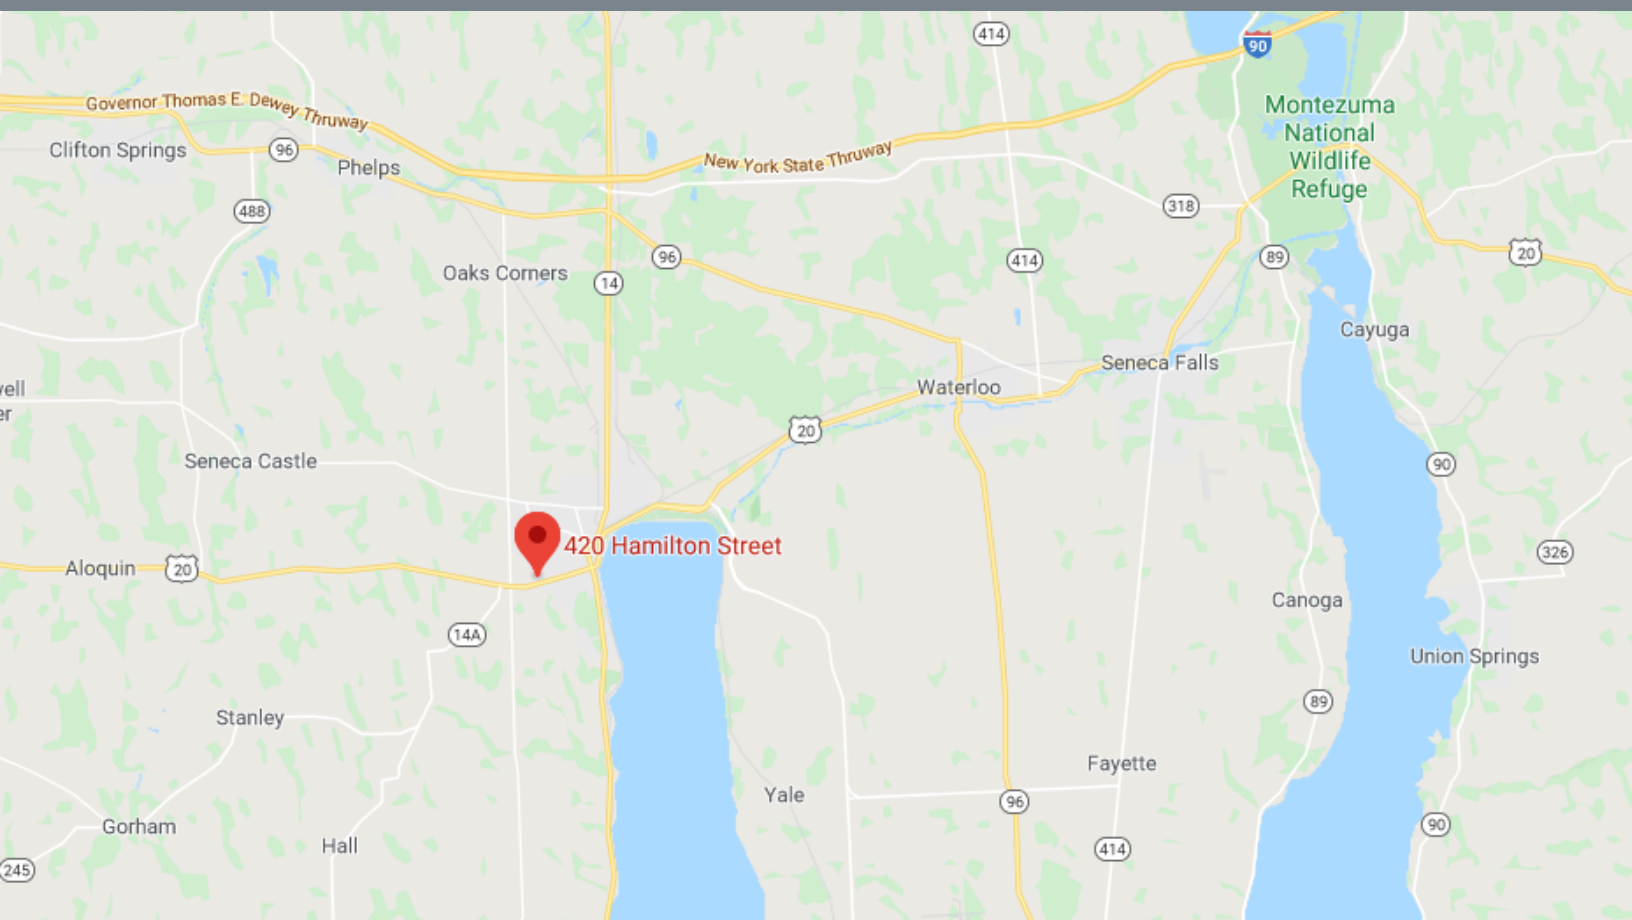 414
90
Governor Thomas E. Dewey Thruway
Montezuma
National
Wildlife
Refuge
Clifton Springs
96
Phelps
New York State Thruway
488
318
Oaks Corners
96
14
414
89
20
Cayuga
Seneca Falls
Waterloo
20
Seneca Castle
90
420 Hamilton Street
326
Aloquin
20
Canoga
14A
Union Springs
89
Stanley
Fayette
Yale
96
Gorham
90
Hall
414
245